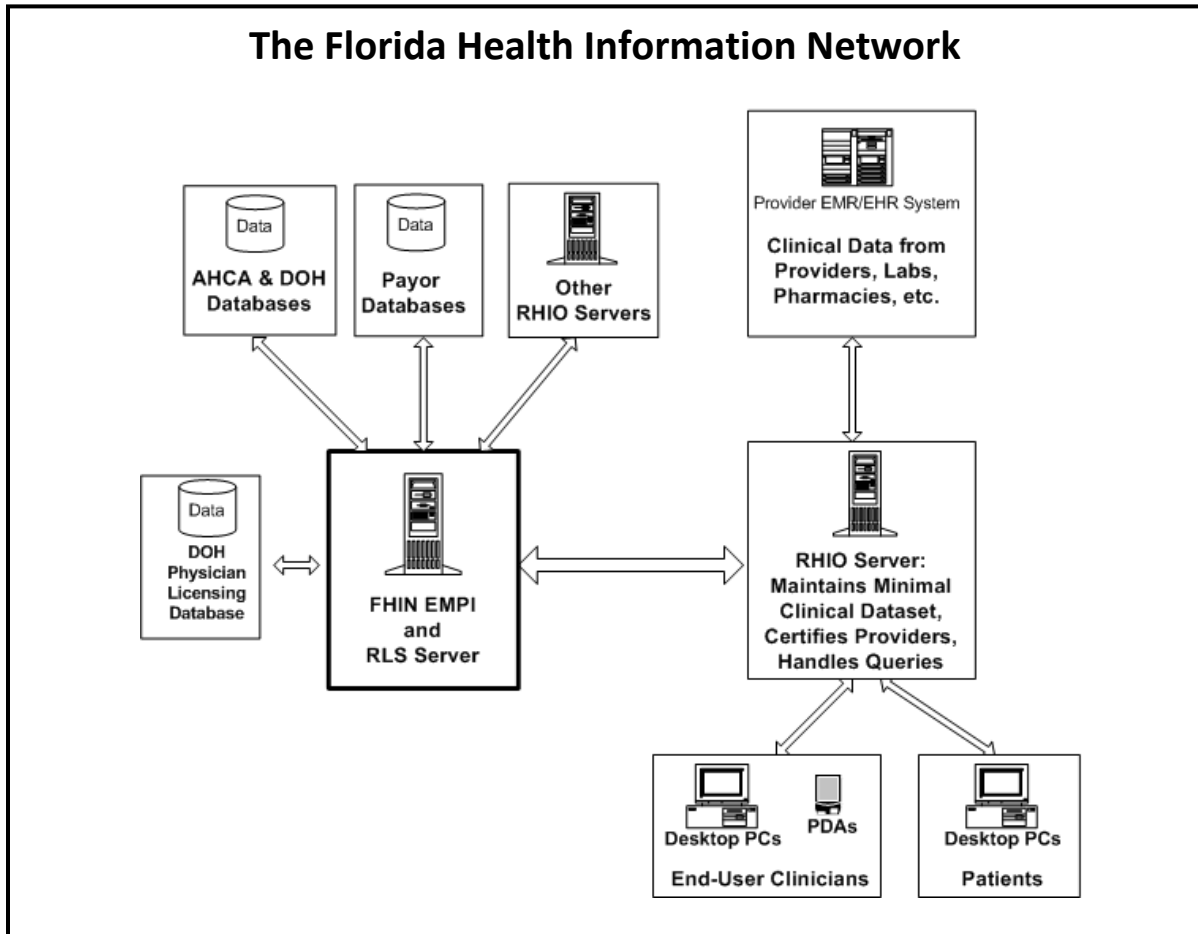 The Florida Health Information Network
Data
AHCA & DOH
Databases
Data
Payor
Databases
Other
RHIO Servers
Provider EMR/EHR System
Clinical Data from
Providers, Labs,
Pharmacies, etc.
Data
DOH
Physician
Licensing
Database
FHIN EMPI
and
RLS Server
RHIO Server:
Maintains Minimal
Clinical Dataset,
Certifies Providers,
Handles Queries
Desktop PCs
PDAs
End-User Clinicians
Desktop PCs
Patients